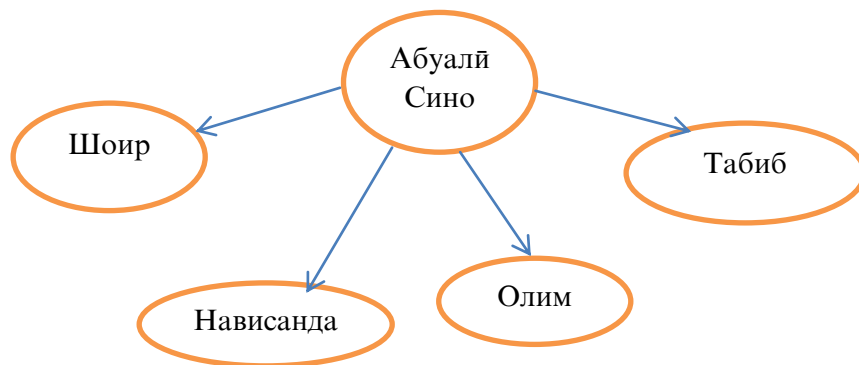 Абуалӣ
Сино
Шоир
Табиб
Нависанда
Олим